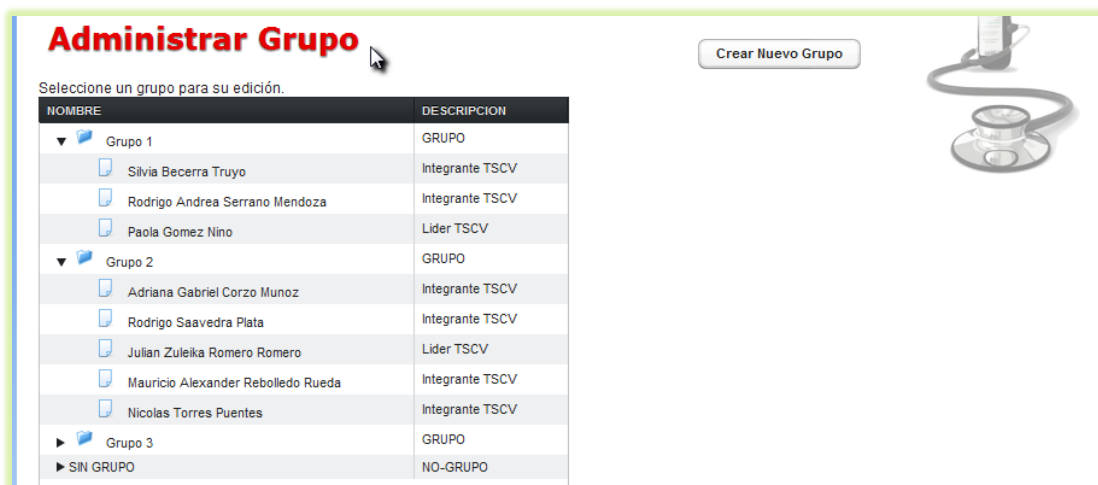 Administrar Grupo
Crear Nuevo Grupo
Seleccione un grupo para su edición.
NOMBRE DESCRIPCION
Grupo 1 GRUPO
Silvia Becerra Truyo Integrante TSCV
Rodrigo Andrea Serrano Mendoza Integrante TSCV
Paola Gomez Nino Lider TSCV
Grupo 2 GRUPO
Adriana Gabriel Corzo Munoz Integrante TSCV
Rodrigo Saavedra Plata Integrante TSCV
Julian Zuleika Romero Romero Lider TSCV
Mauricio Alexander Rebolledo Rueda Integrante TSCV
Nicolas Torres Puentes Integrante TSCV
Grupo 3 GRUPO
SIN GRUPO NO-GRUPO